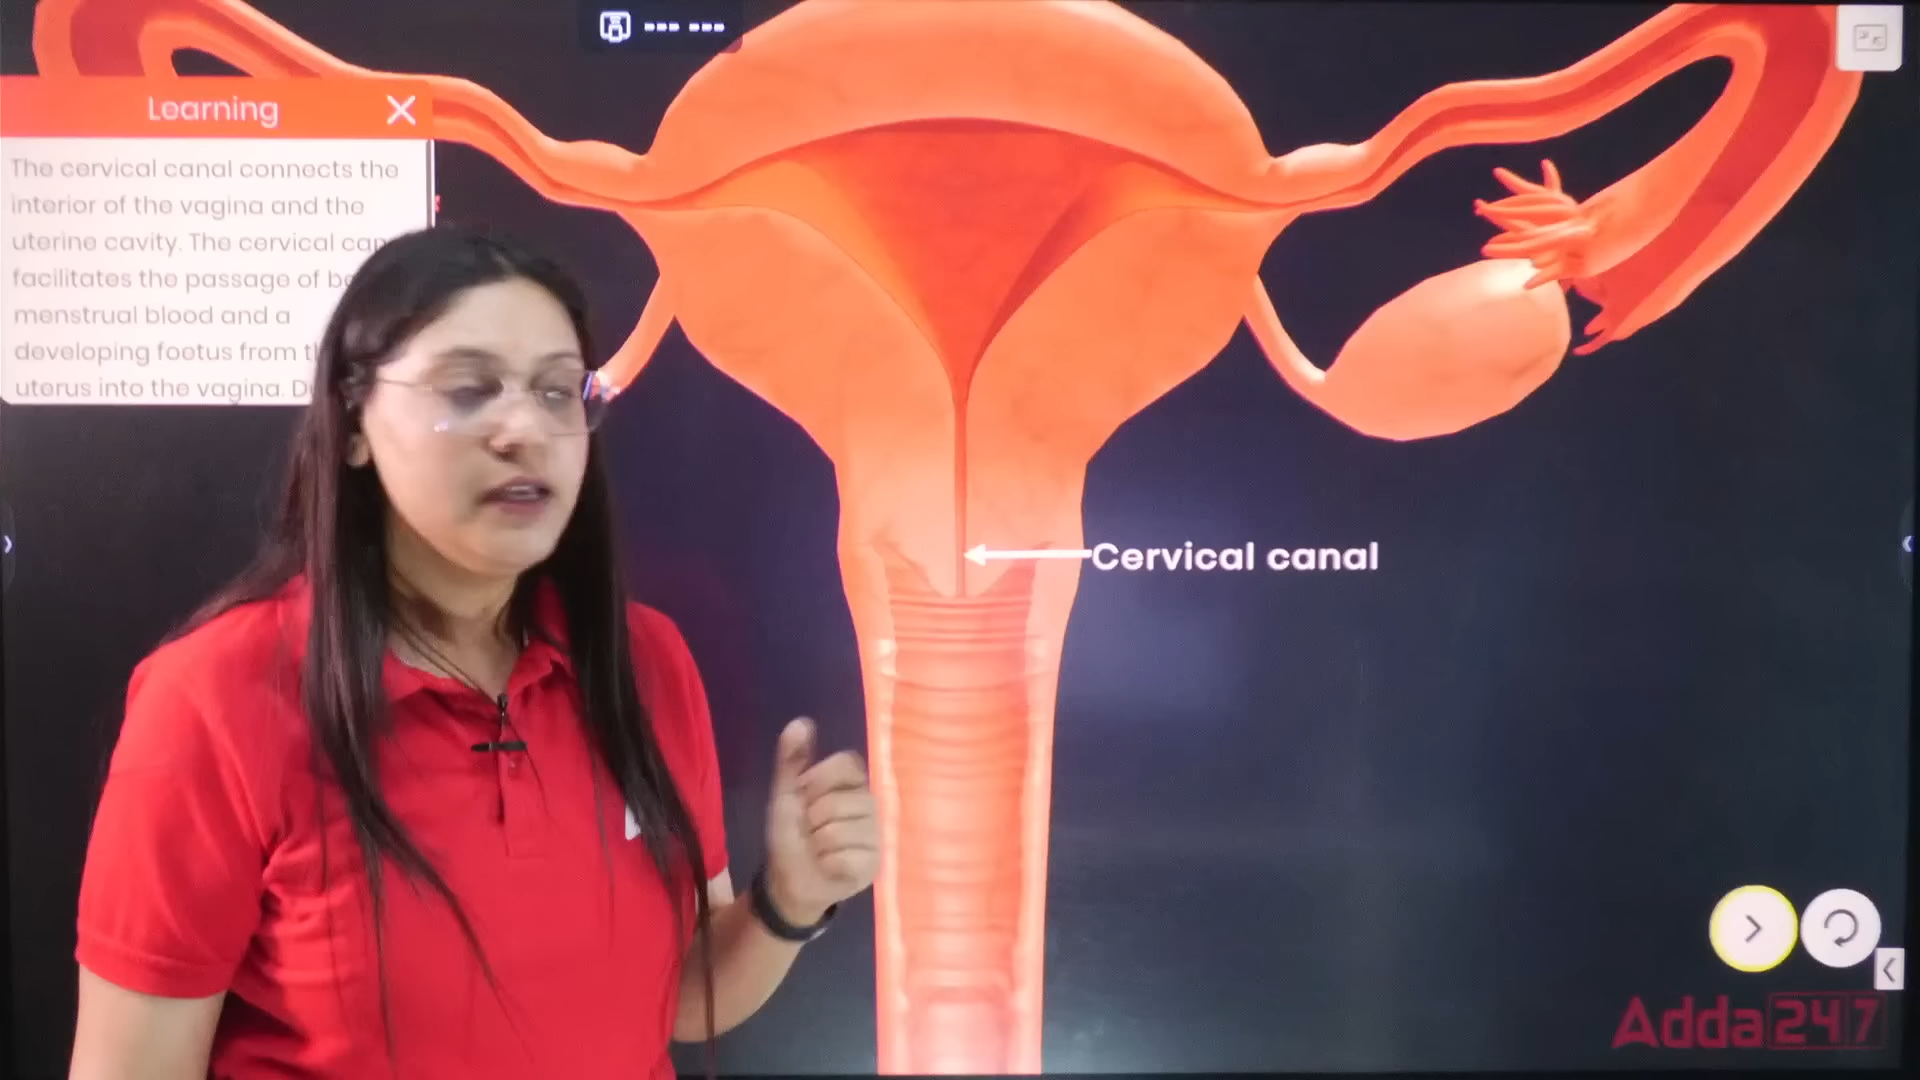 Learning
The cervical canal connects the
interior of the vagina and the
uterine cavity. The cervical
facilitates the passage of
menstrual blood and a
developing foetus from
uterus into the vagina.
Cervical canal
Adda247